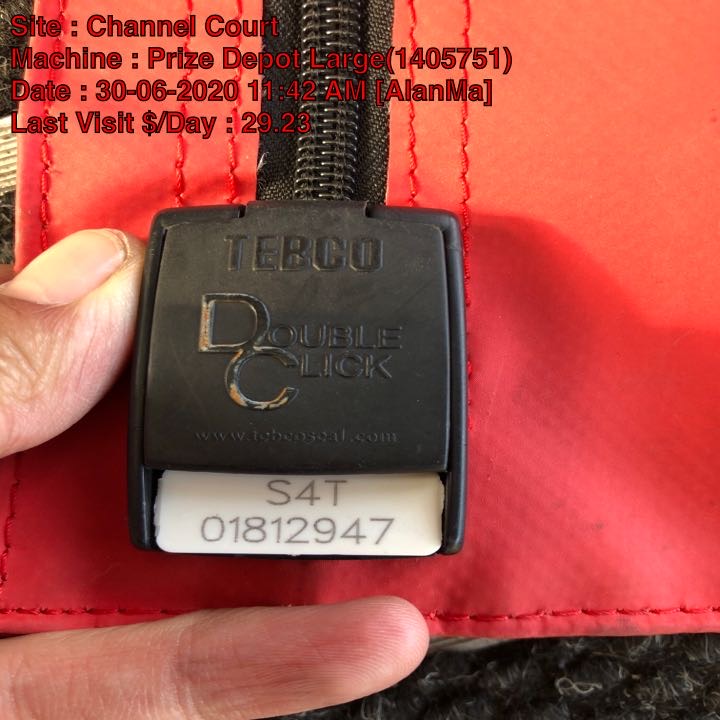 Site : Channel Court
Machine : Prize Depot Large(1405751)
Date : 30-06-2020 11:42 AM [AlanMa]
Last Visit $/Day : 29.23
TEBCO
DOUBLE
CLICK
www.tebcoseal.com
S4T
01812947